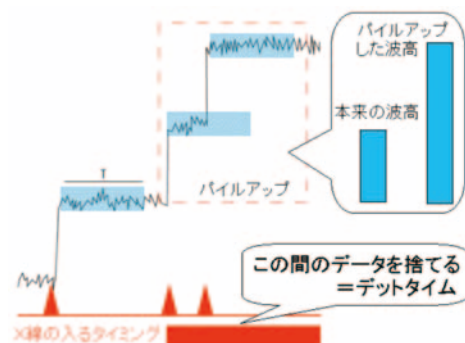 パイルアップ
した波高
本来の波高
T
パイルアップ
この間のデータを捨てる
=デットタイム
X線の入るタイミング